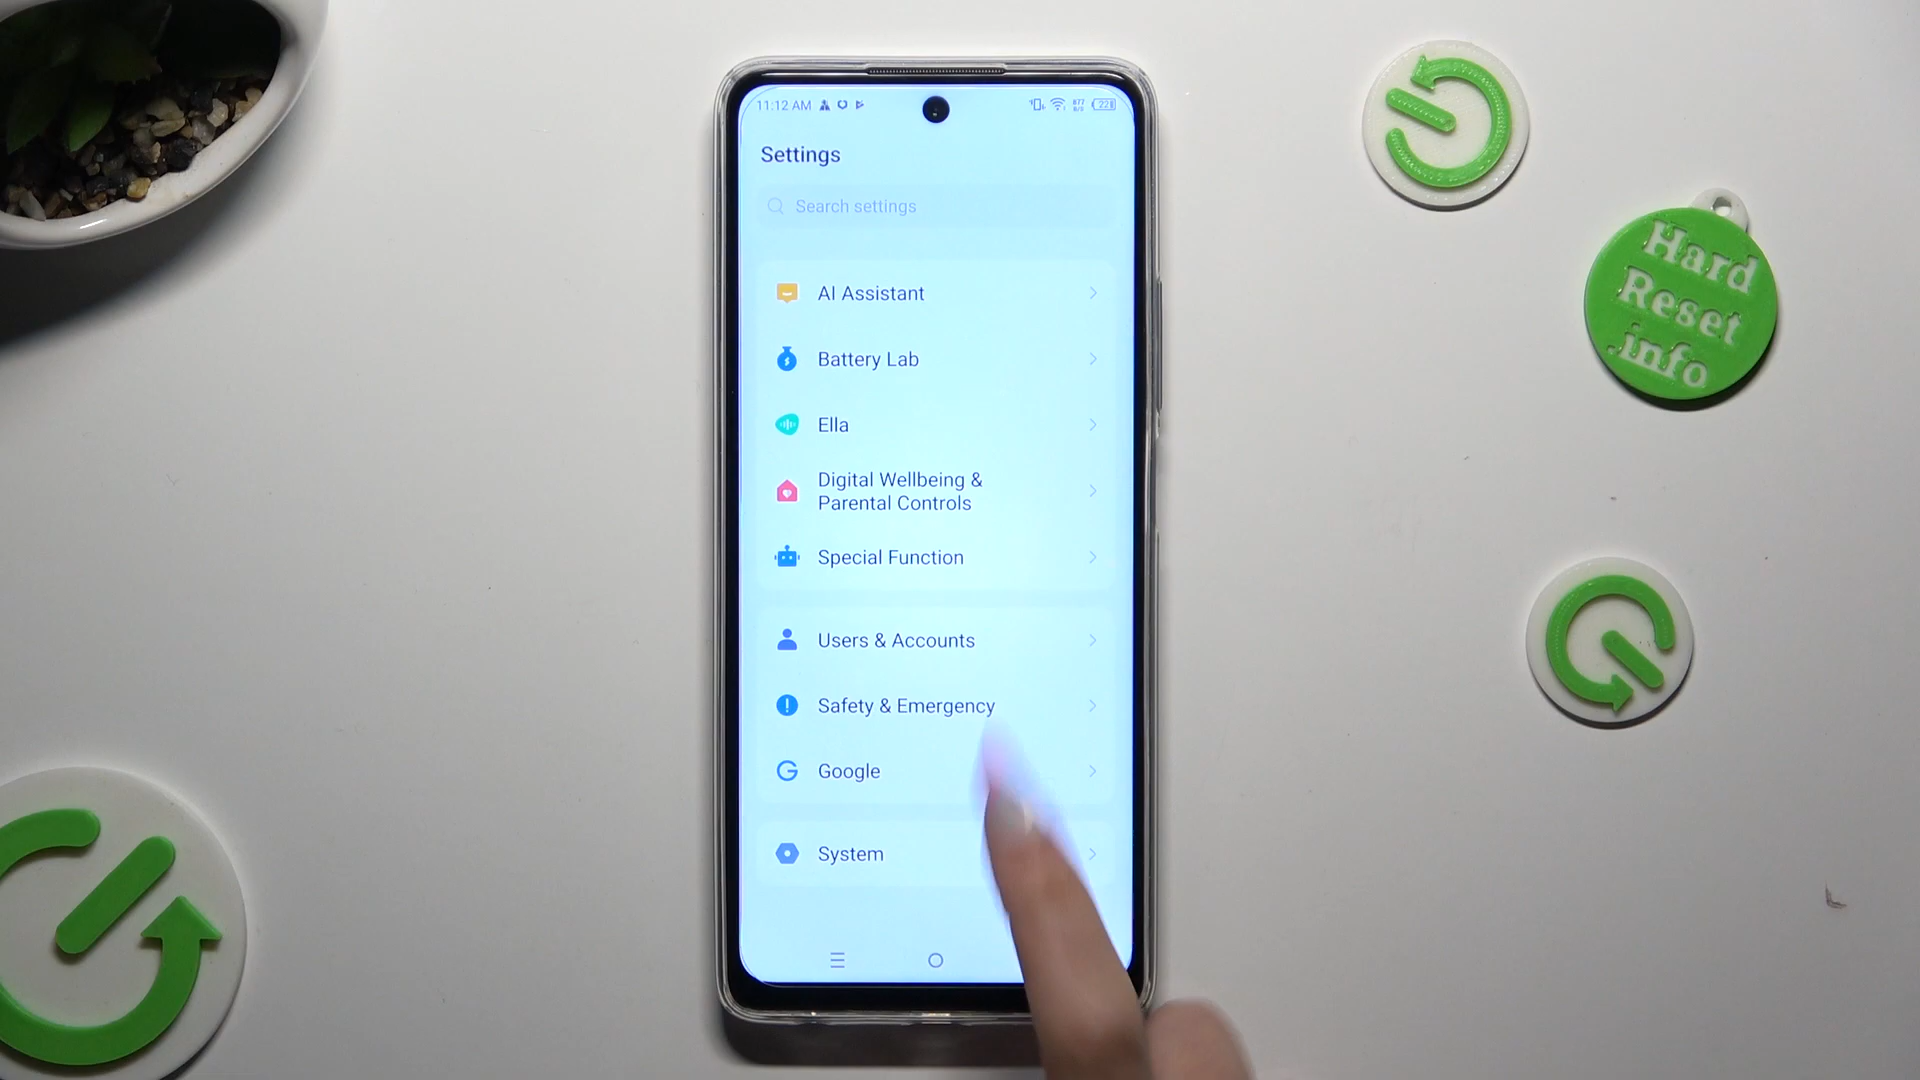 11:12 AM
Settings
Search settings
AI Assistant
Battery Lab
Ella
Digital Wellbeing &
Parental Controls
Special Function
Users & Accounts
Safety & Emergency
Google
System
Hard
Reset
.info